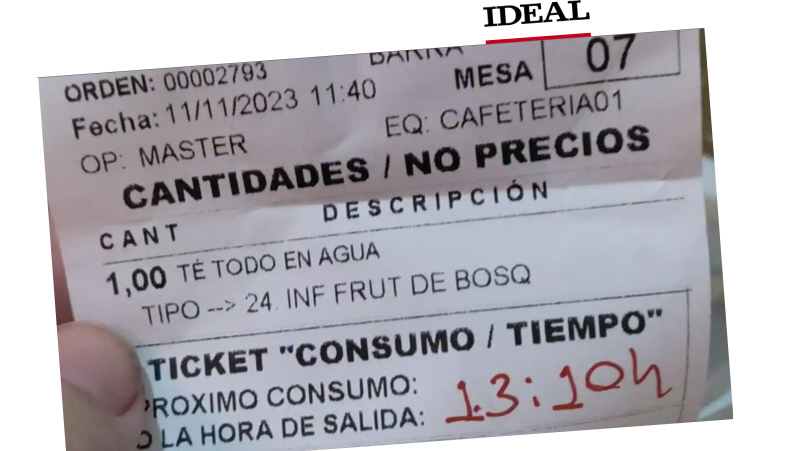 IDEAL
BARRA
ORDEN: 00002793
MESA 07
Fecha: 11/11/2023 11:40
EQ: CAFETERIA01
OP: MASTER
CANTIDADES / NO PRECIOS
CANT DESCRIPCIÓN
1,00 TÉ TODO EN AGUA
TIPO --> 24. INF FRUT DE BOSQ
TICKET "CONSUMO / TIEMPO"
PROXIMO CONSUMO:
O LA HORA DE SALIDA:
13:10h